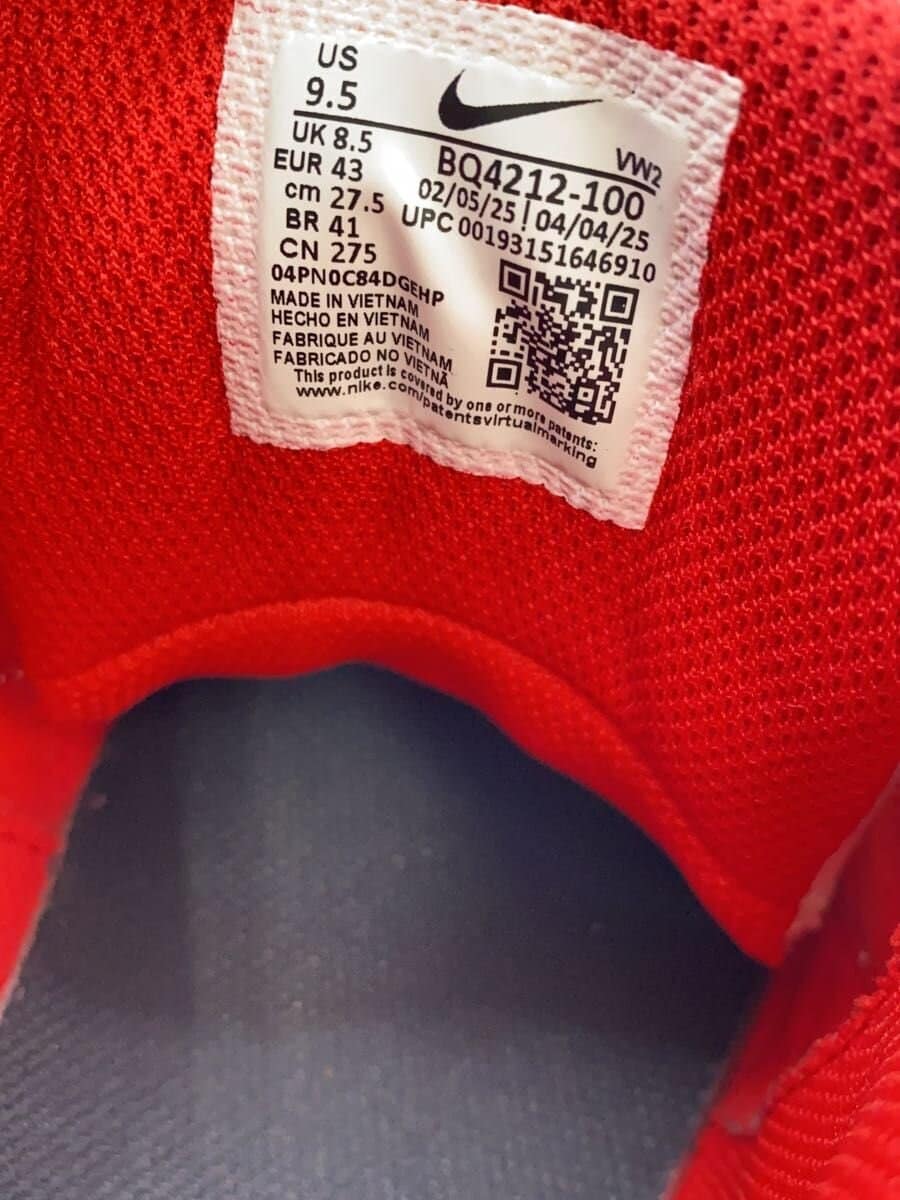 US
9.5
UK 8.5
EUR 43
cm 27.5
BR 41
CN 275
VW2
BQ4212-100
02/05/25 | 04/04/25
UPC 00193151646910
04PN0C84DGEHP
MADE IN VIETNAM
HECHO EN VIETNAM
FABRIQUE AU VIETNAM
FABRICADO NO VIETNÃ
This product is covered by one or more patents:
www.nike.com/patentsvirtualmarking